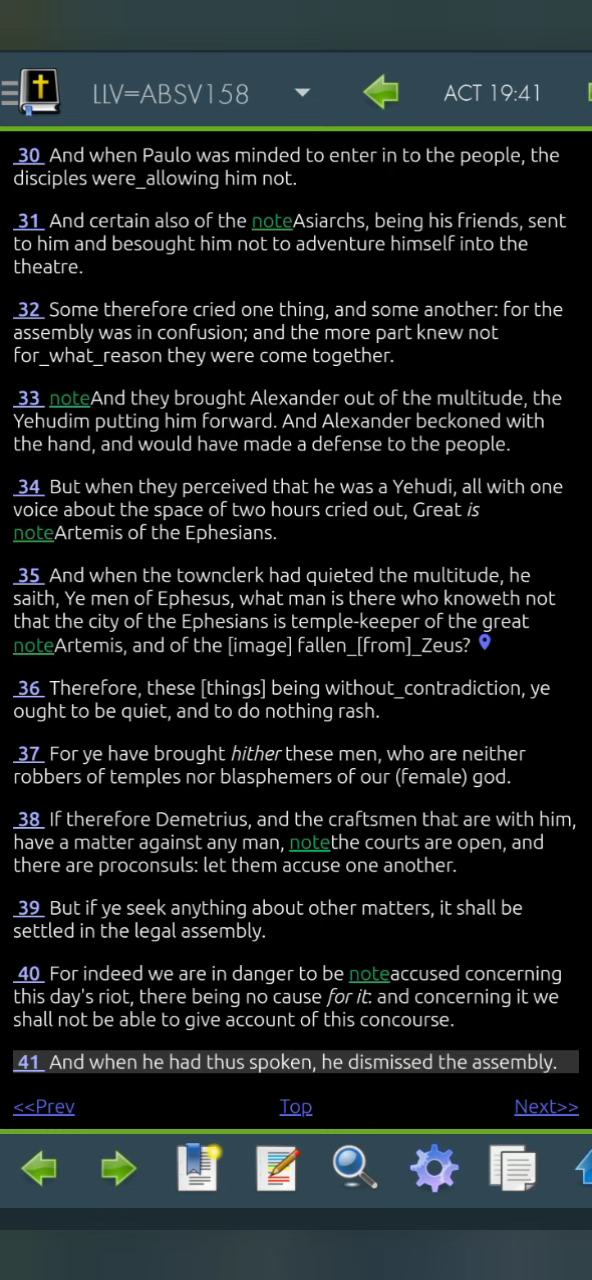 LLV=ABSV158
ACT 19:41
30 And when Paulo was minded to enter in to the people, the
disciples were_allowing him not.
31 And certain also of the noteAsiarchs, being his friends, sent
to him and besought him not to adventure himself into the
theatre.
32 Some therefore cried one thing, and some another: for the
assembly was in confusion; and the more part knew not
for_what_reason they were come together.
33 noteAnd they brought Alexander out of the multitude, the
Yehudim putting him forward. And Alexander beckoned with
the hand, and would have made a defense to the people.
34 But when they perceived that he was a Yehudi, all with one
voice about the space of two hours cried out, Great is
noteArtemis of the Ephesians.
35 And when the townclerk had quieted the multitude, he
saith, Ye men of Ephesus, what man is there who knoweth not
that the city of the Ephesians is temple-keeper of the great
noteArtemis, and of the [image] fallen_[from]_Zeus?
36 Therefore, these [things] being without_contradiction, ye
ought to be quiet, and to do nothing rash.
37 For ye have brought hither these men, who are neither
robbers of temples nor blasphemers of our (female) god.
38 If therefore Demetrius, and the craftsmen that are with him,
have a matter against any man, notethe courts are open, and
there are proconsuls: let them accuse one another.
39 But if ye seek anything about other matters, it shall be
settled in the legal assembly.
40 For indeed we are in danger to be noteaccused concerning
this day's riot, there being no cause for it: and concerning it we
shall not be able to give account of this concourse.
41 And when he had thus spoken, he dismissed the assembly.
<<Prev
Top
Next>>